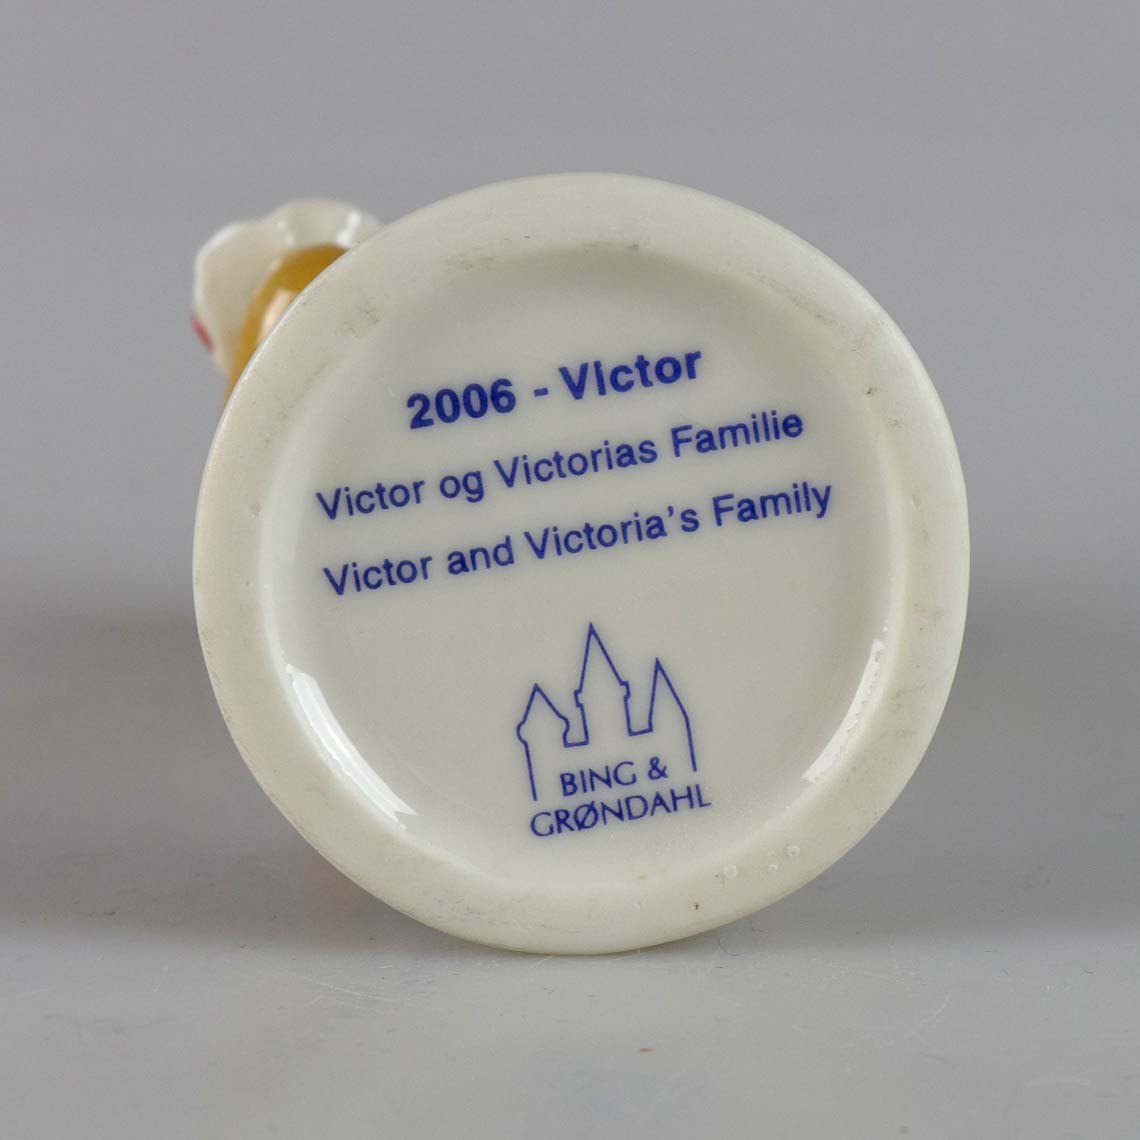 2006 - Victor
Victor og Victorias Familie
Victor and Victoria's Family
BING &
GRØNDAHL